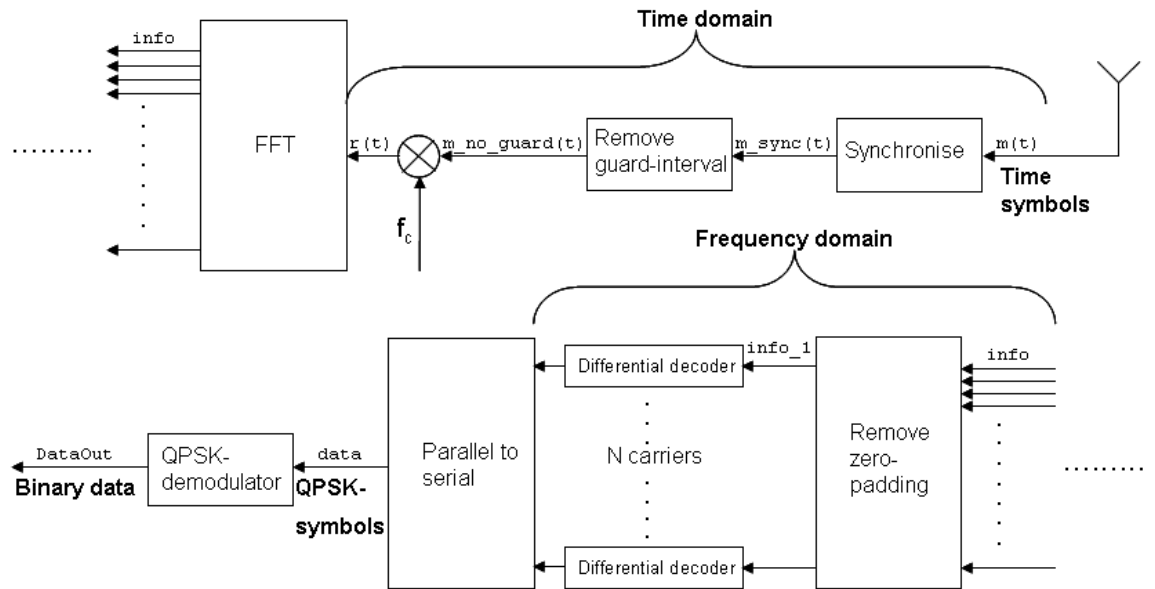 Time domain
info
FFT
r(t)
m_no_guard(t)
Remove
guard-interval
m_sync(t)
Synchronise
m(t)
Time
symbols
f_c
Frequency domain
info_1
Differential decoder
info
Parallel to
serial
N carriers
Remove
zero-
padding
DataOut
Binary data
QPSK-
demodulator
data
QPSK-
symbols
Differential decoder